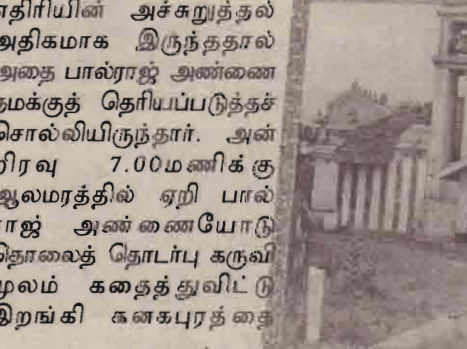 எதிரியின் அச்சுறுத்தல்
அதிகமாக இருந்ததால்
அதை பால்ராஜ் அண்ணை
நமக்குத் தெரியப்படுத்தச்
சொல்லியிருந்தார். அன்
றிரவு 7.00மணிக்கு
ஆலமரத்தில் ஏறி பால்
ராஜ் அண்ணையோடு
தொலைத் தொடர்பு கருவி
மூலம் கதைத்துவிட்டு
இறங்கி கனகபுரத்தை